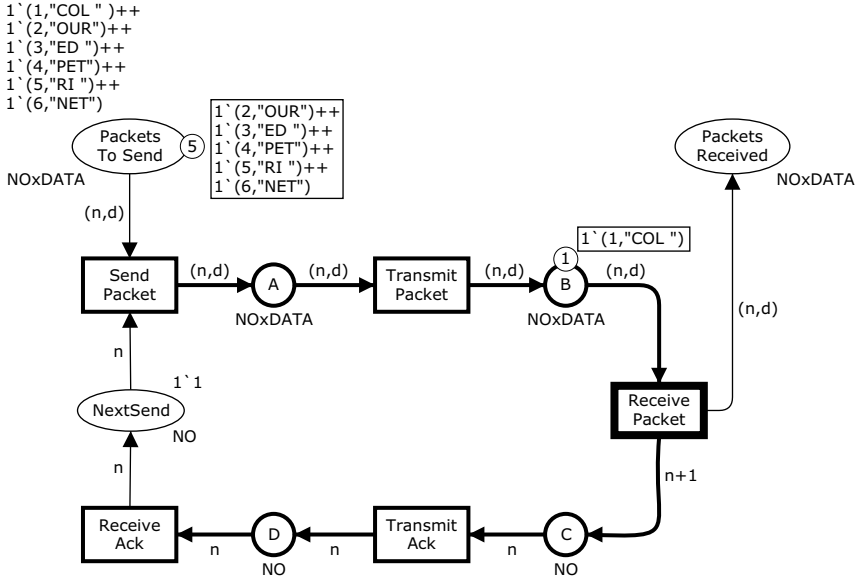 1`(1,"COL " )++
1`(2,"OUR")++
1`(3,"ED ")++
1`(4,"PET")++
1`(5,"RI ")++
1`(6,"NET")
Packets
To Send
5
1`(2,"OUR")++
1`(3,"ED ")++
1`(4,"PET")++
1`(5,"RI ")++
1`(6,"NET")
NOxDATA
Packets
Received
NOxDATA
(n,d)
1`(1,"COL ")
1
Send
Packet
(n,d)
A
NOxDATA
(n,d)
Transmit
Packet
(n,d)
B
NOxDATA
(n,d)
(n,d)
n
1`1
NextSend
NO
Receive
Packet
n
n+1
Receive
Ack
n
D
NO
n
Transmit
Ack
n
C
NO